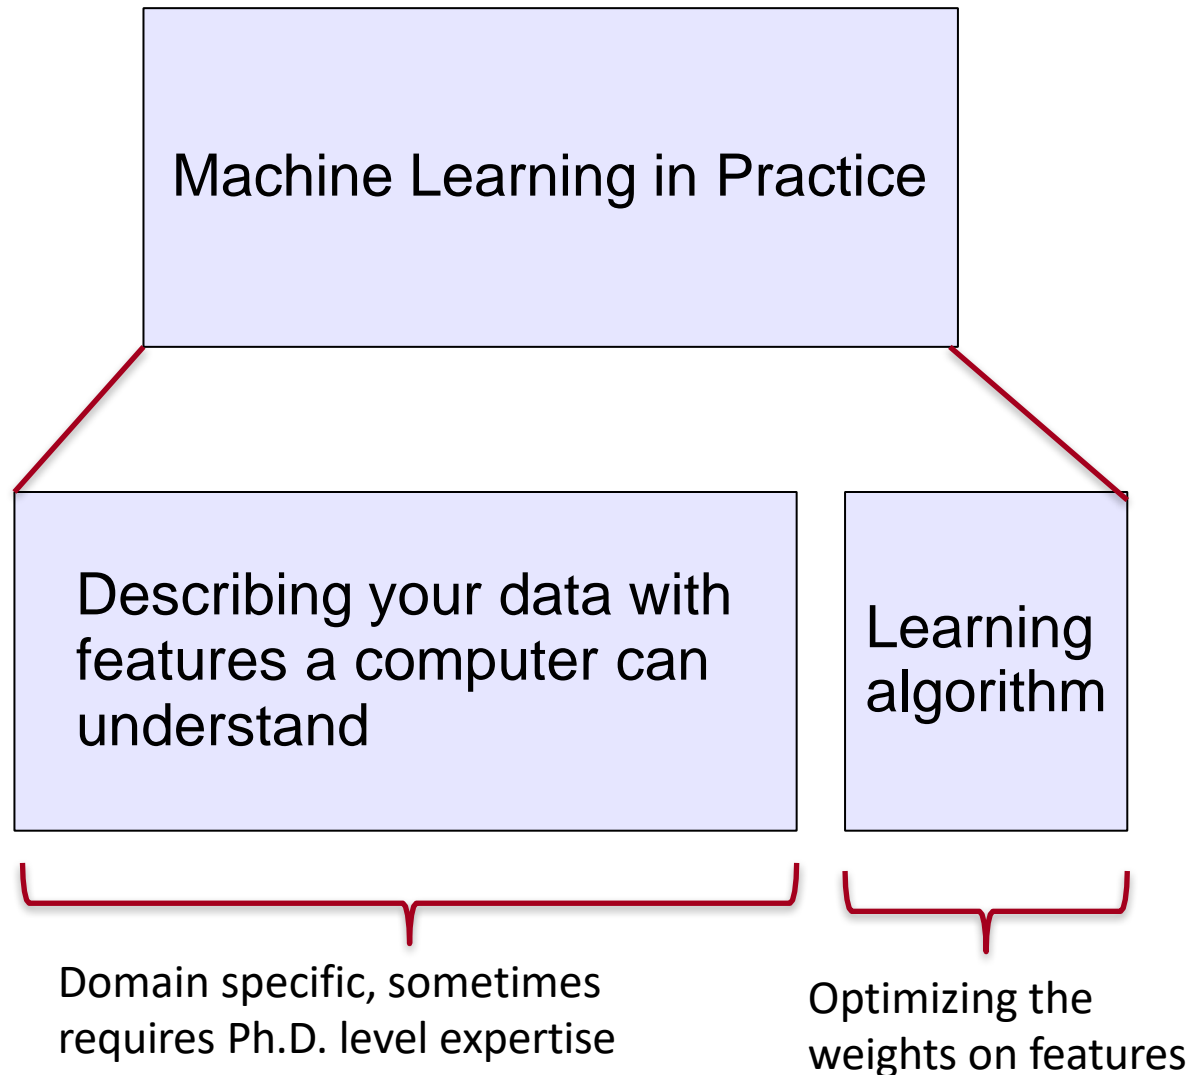 Machine Learning in Practice
Describing your data with
features a computer can
understand
Learning
algorithm
Domain specific, sometimes
requires Ph.D. level expertise
Optimizing the
weights on features